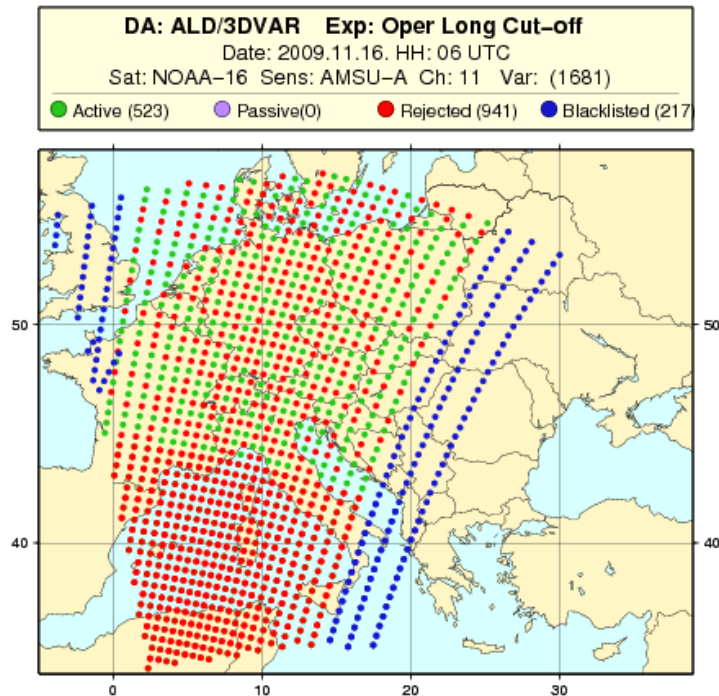 DA: ALD/3DVAR Exp: Oper Long Cut-off
Date: 2009.11.16. HH: 06 UTC
Sat: NOAA-16 Sens: AMSU-A Ch: 11 Var: (1681)
Active (523) Passive(0) Rejected (941) Blacklisted (217)
50 50
40 40
0 10 20 30